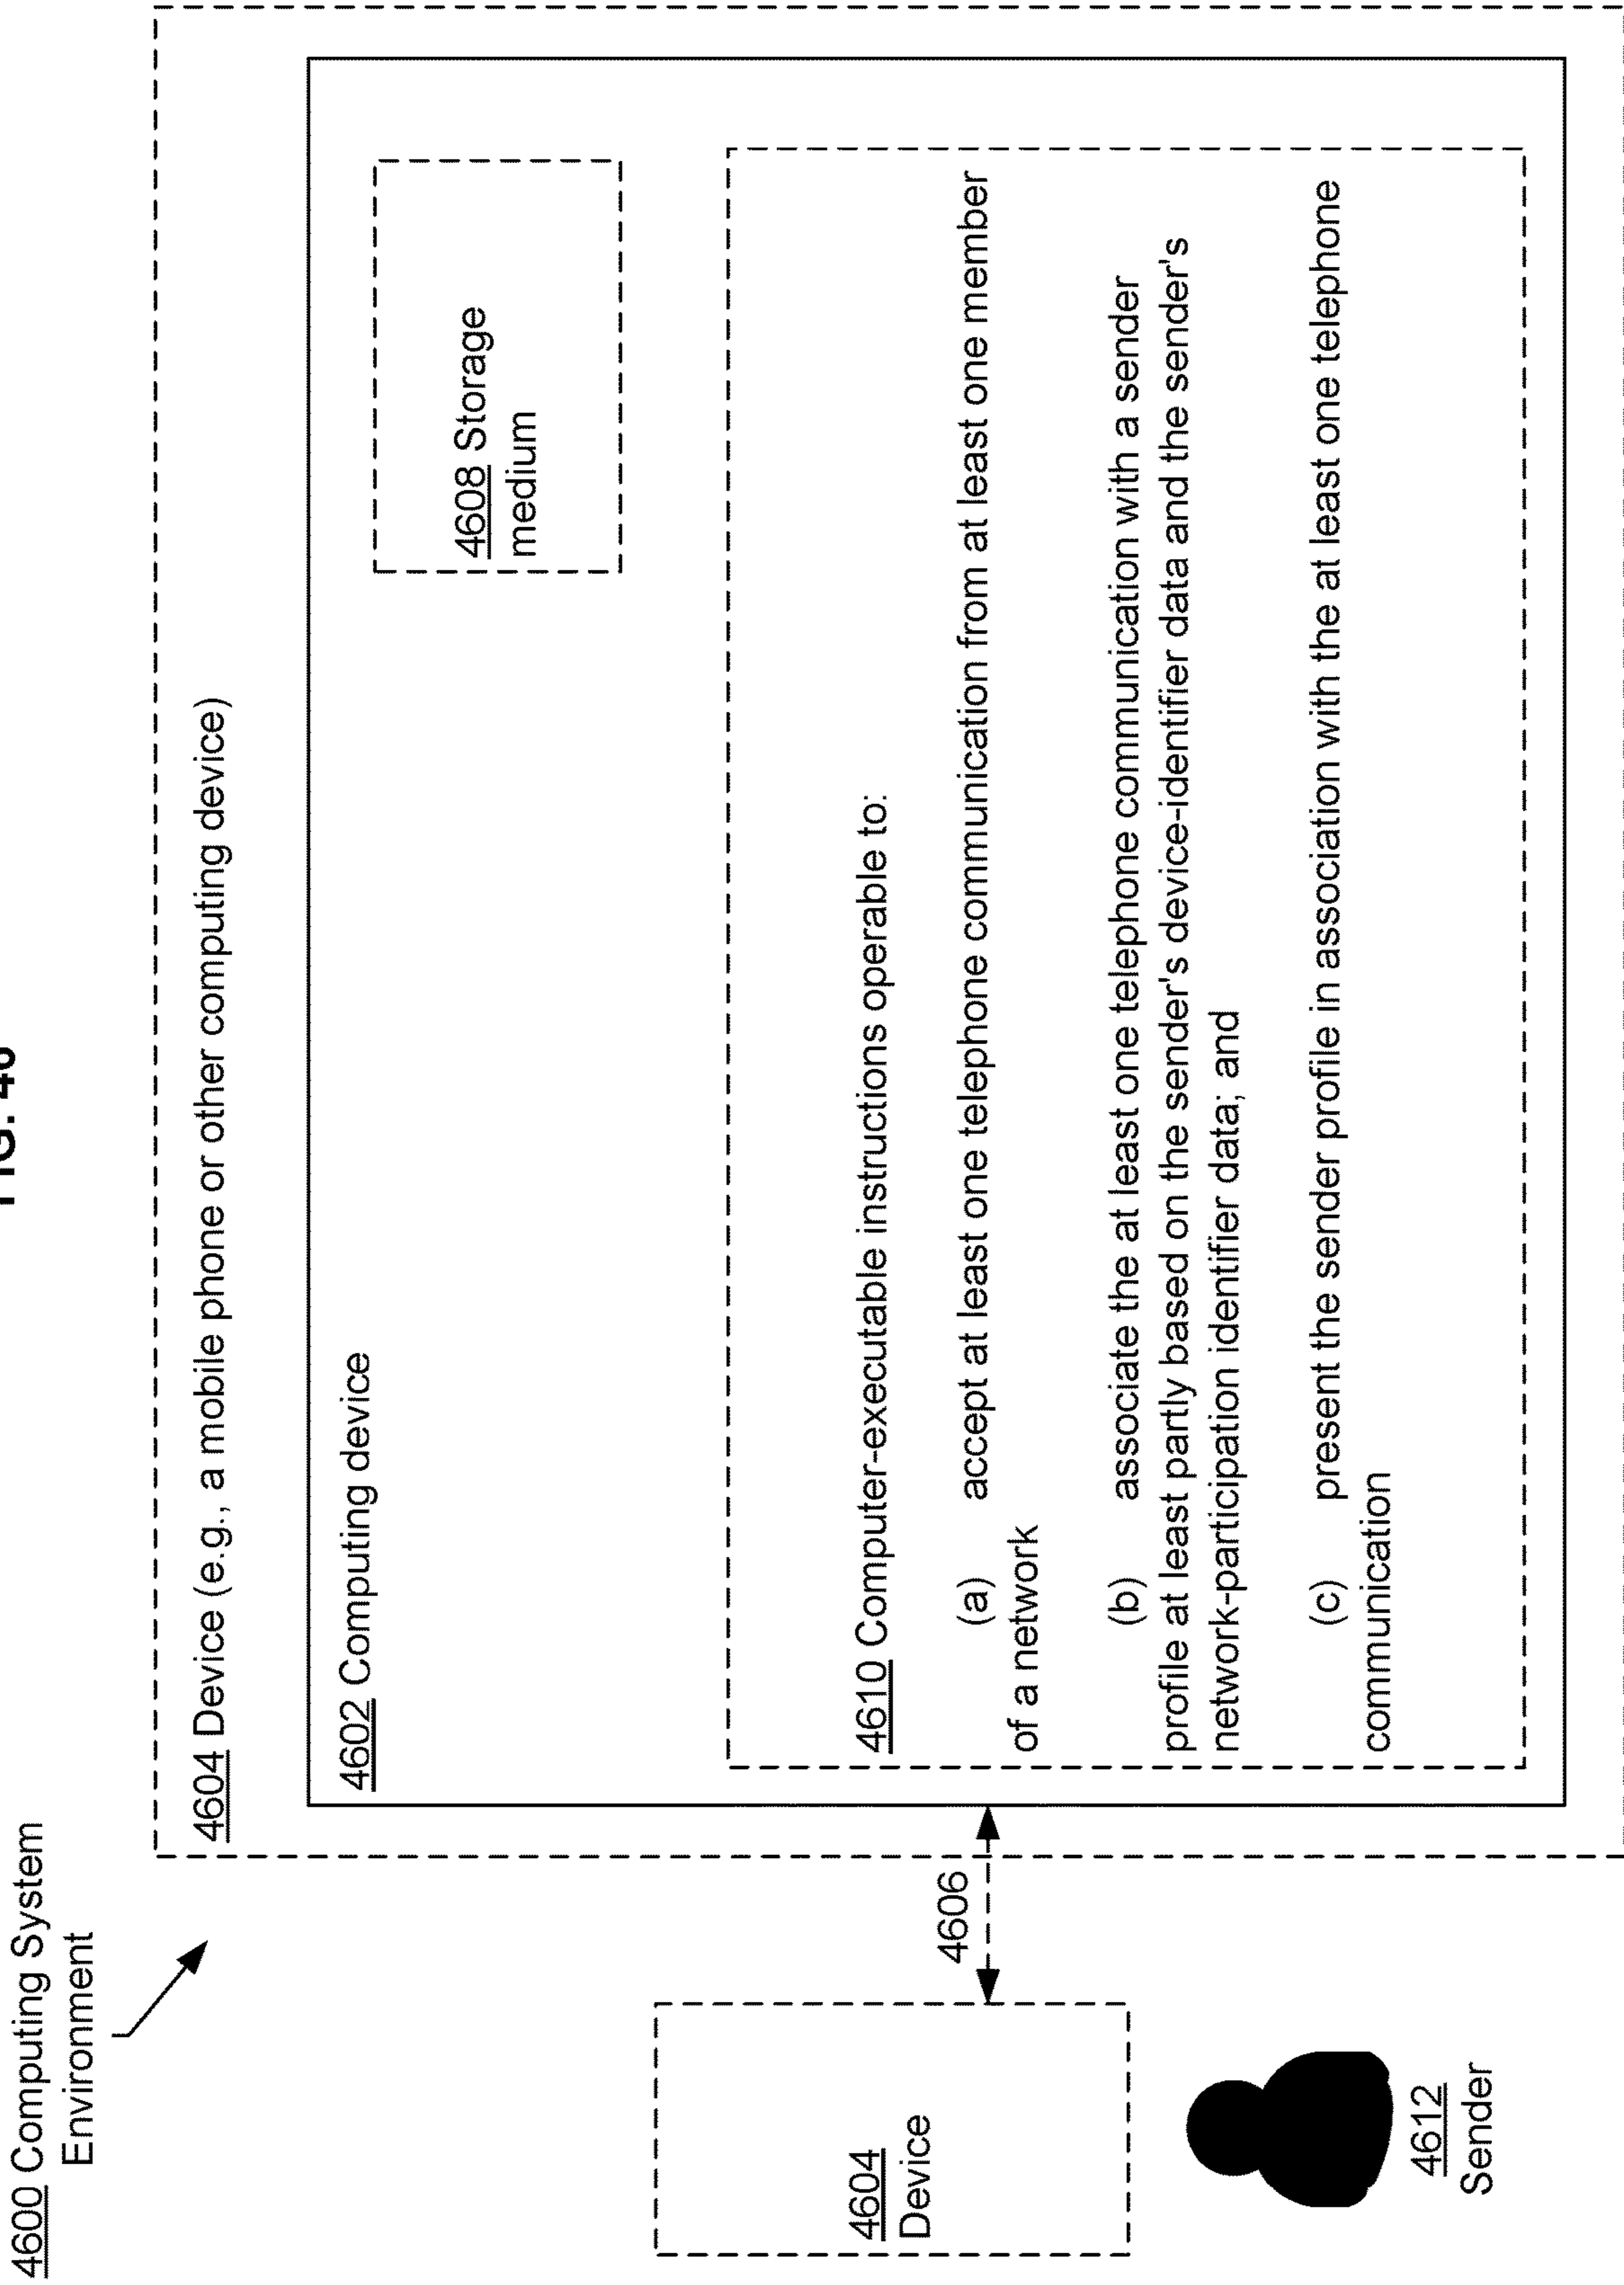 FIG. 46
4600 Computing System
Environment
4604 Device (e.g., a mobile phone or other computing device)
4602 Computing device
4608 Storage
medium
4610 Computer-executable instructions operable to:
(a) accept at least one telephone communication from at least one member
of a network
(b) associate the at least one telephone communication with a sender
profile at least partly based on the sender's device-identifier data and the sender's
network-participation identifier data; and
(c) present the sender profile in association with the at least one telephone
communication
4606
4604
Device
4612
Sender